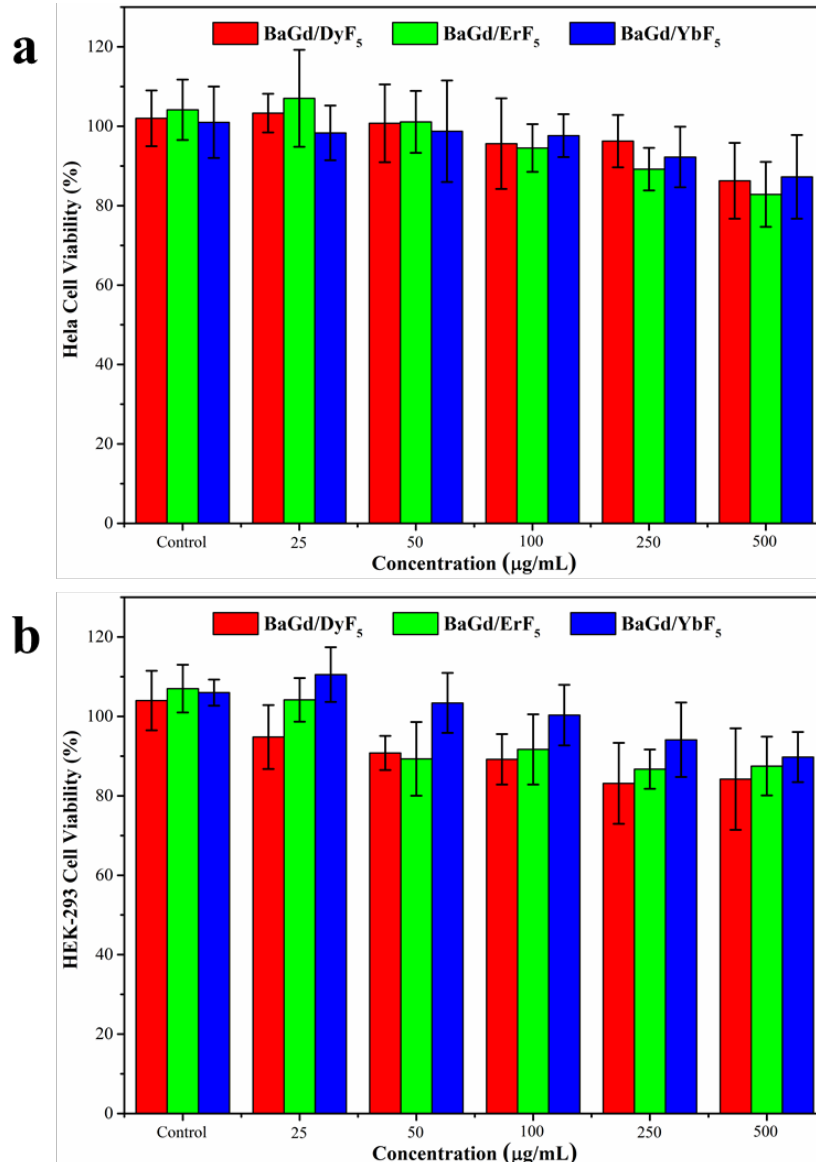 a
BaGd/DyF₅ BaGd/ErF₅ BaGd/YbF₅
Hela Cell Viability (%)
120
100
80
60
40
20
0
Control 25 50 100 250 500
Concentration (μg/mL)
b
BaGd/DyF₅ BaGd/ErF₅ BaGd/YbF₅
HEK-293 Cell Viability (%)
120
100
80
60
40
20
0
Control 25 50 100 250 500
Concentration (μg/mL)